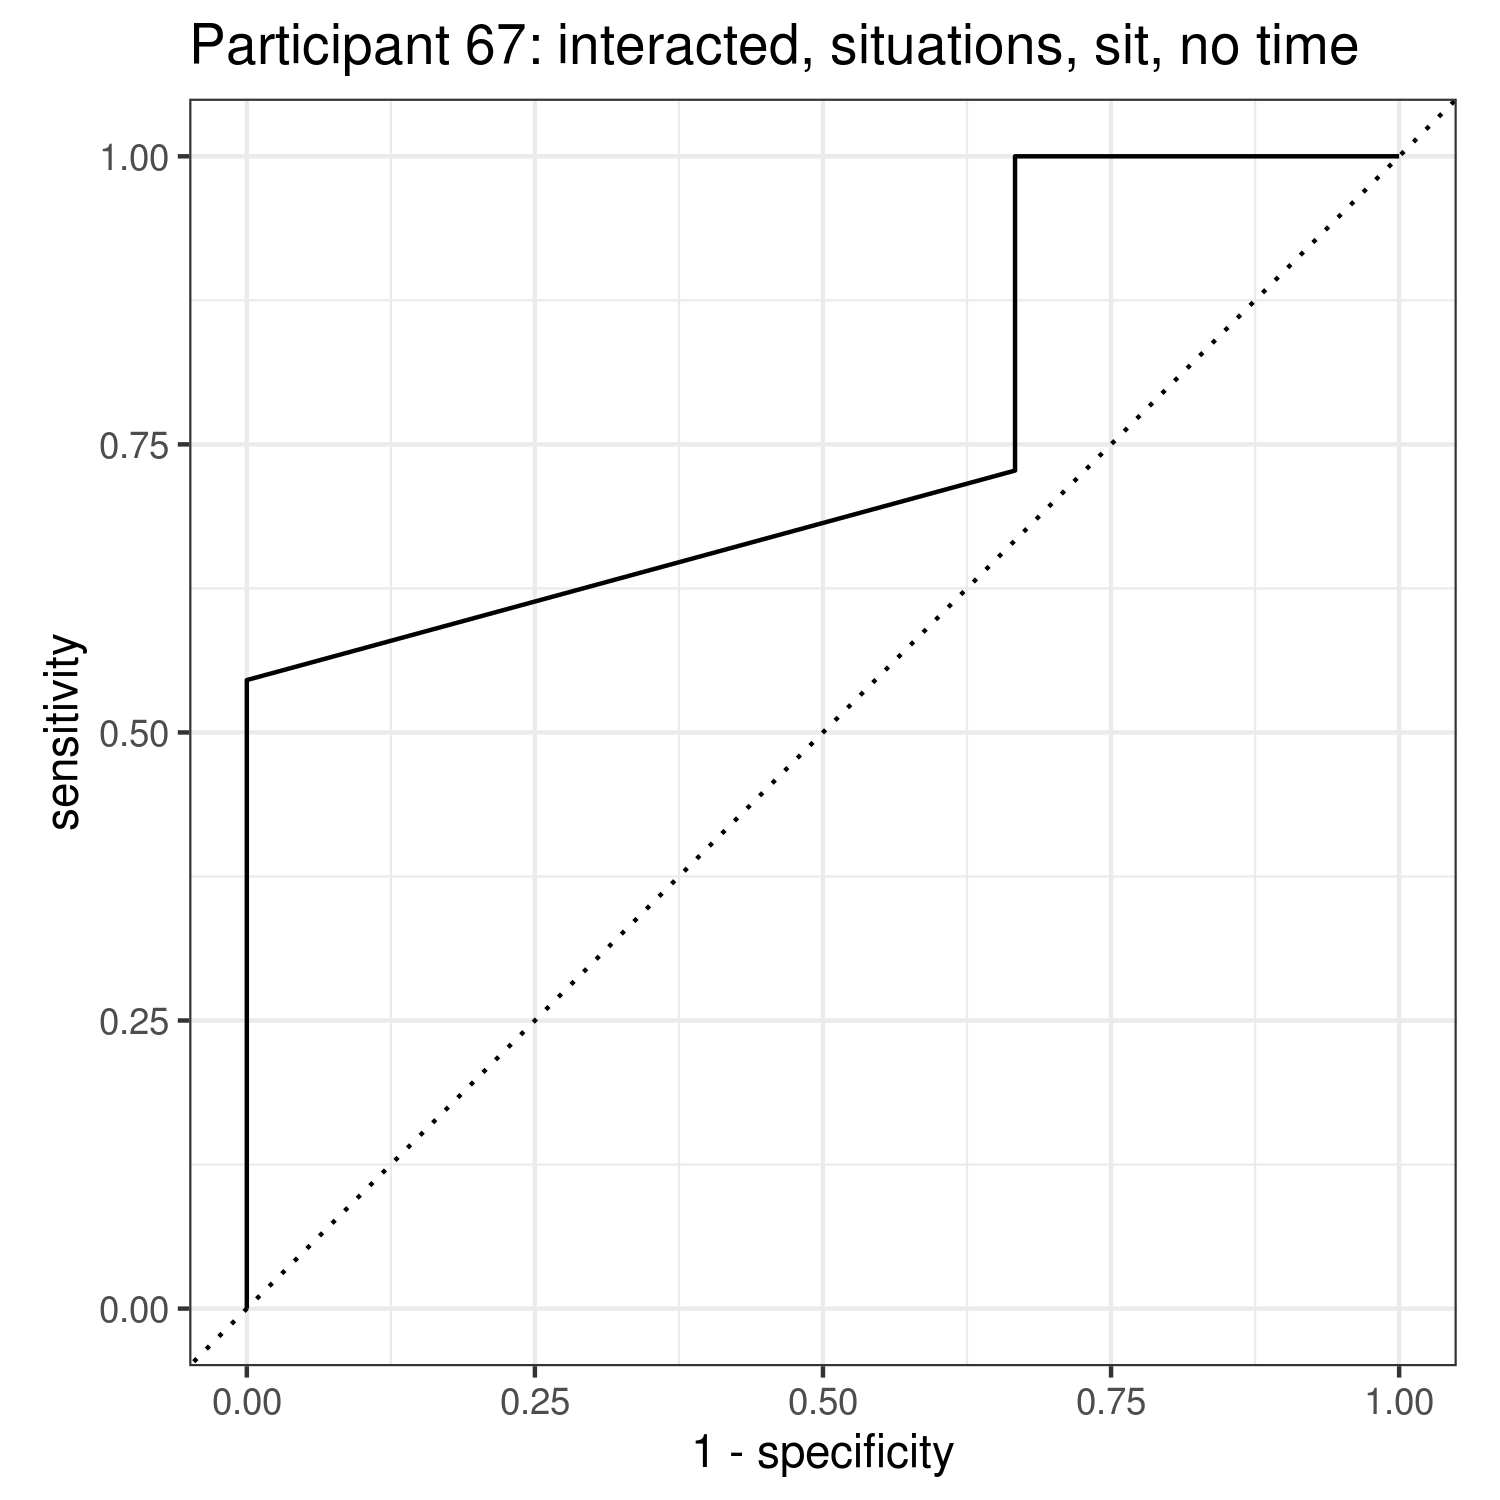 Participant 67: interacted, situations, sit, no time
sensitivity
1.00
0.75
0.50
0.25
0.00
0.00 0.25 0.50 0.75 1.00
1 - specificity